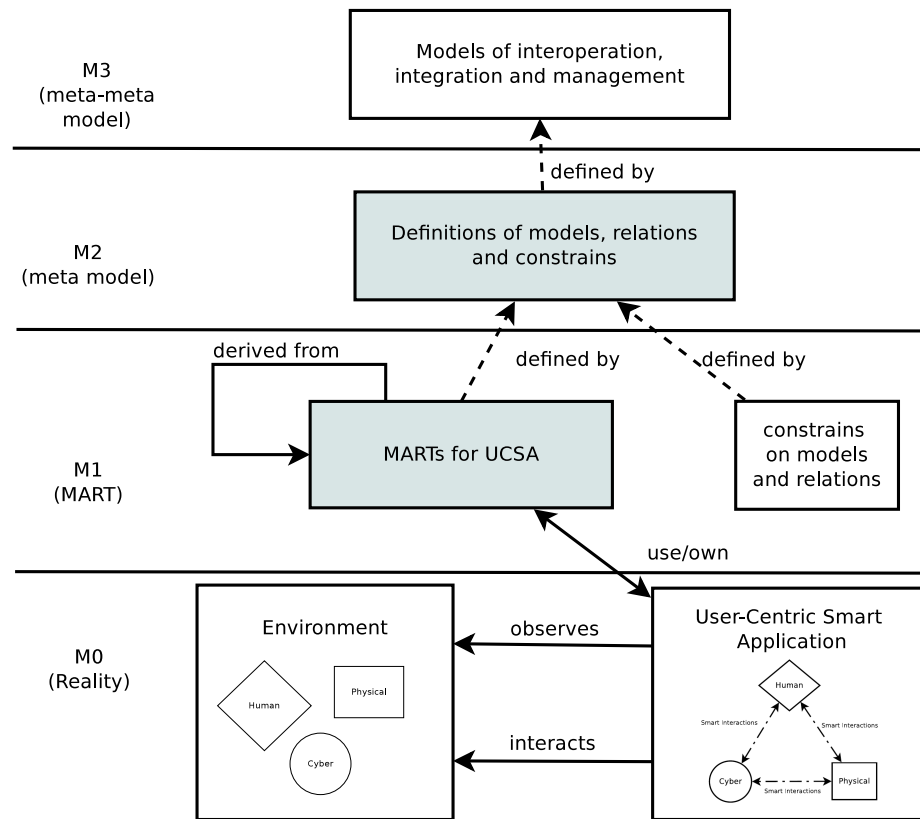 Models of interoperation,
integration and management
M3
(meta-meta
model)
defined by
Definitions of models, relations
and constrains
M2
(meta model)
derived from
defined by
defined by
MARTs for UCSA
constrains
on models
and relations
M1
(MART)
use/own
Environment
observes
User-Centric Smart
Application
M0
(Reality)
Human
Physical
Cyber
interacts
Human
Smart Interactions
Smart Interactions
Cyber
Physical
Smart Interactions